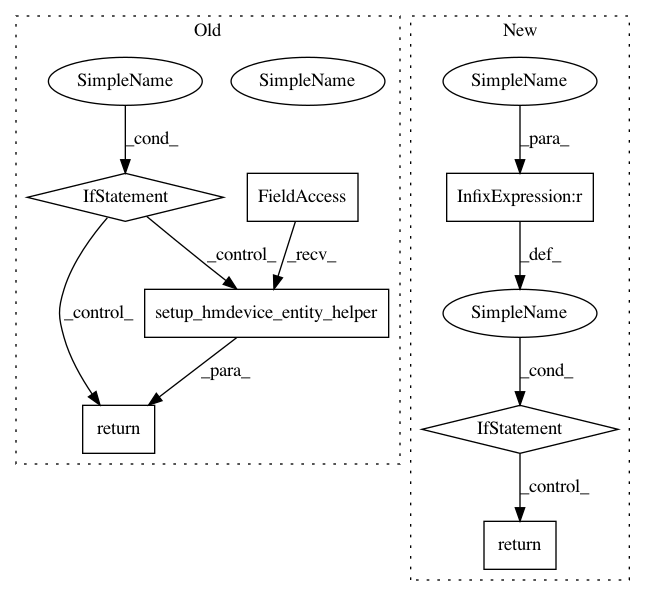 Old
New
SimpleName
SimpleName
SimpleName
_cond_
_para_
IfStatement
FieldAccess
InfixExpression:r
_control_
_recv_
_def_
_control_
setup_hmdevice_entity_helper
SimpleName
_para_
_cond_
return
IfStatement
_control_
return